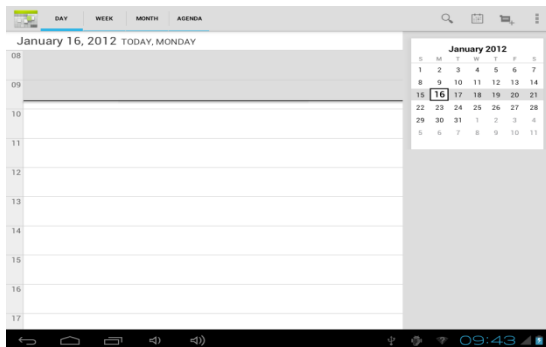 DAY WEEK MONTH AGENDA
January 16, 2012 TODAY, MONDAY
08
09
10
11
12
13
14
15
16
17
January 2012
S M T W T F S
1 2 3 4 5 6 7
8 9 10 11 12 13 14
15 16 17 18 19 20 21
22 23 24 25 26 27 28
29 30 31 1 2 3 4
5 6 7 8 9 10 11
09:43